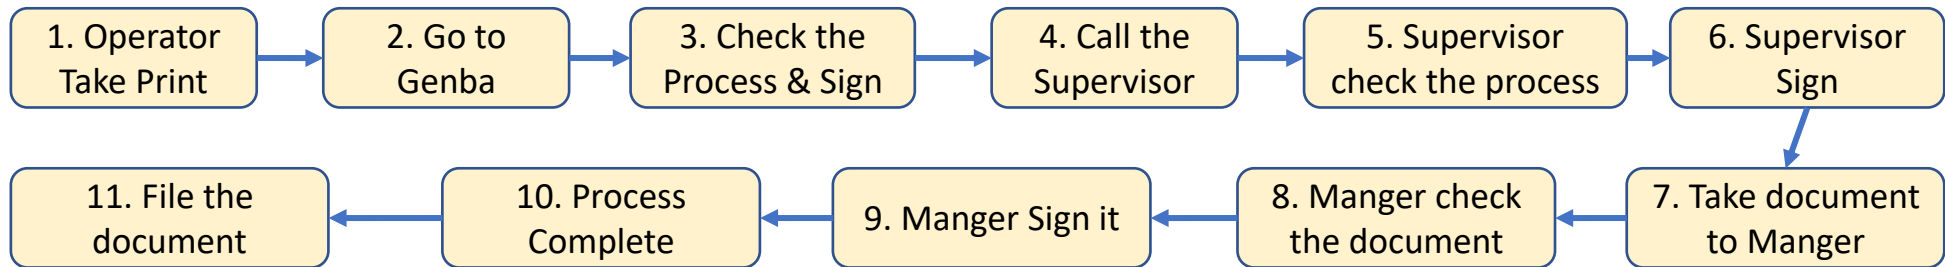 1. Operator
Take Print
2. Go to
Genba
3. Check the
Process & Sign
4. Call the
Supervisor
5. Supervisor
check the process
6. Supervisor
Sign
7. Take document
to Manger
8. Manger check
the document
9. Manger Sign it
10. Process
Complete
11. File the
document